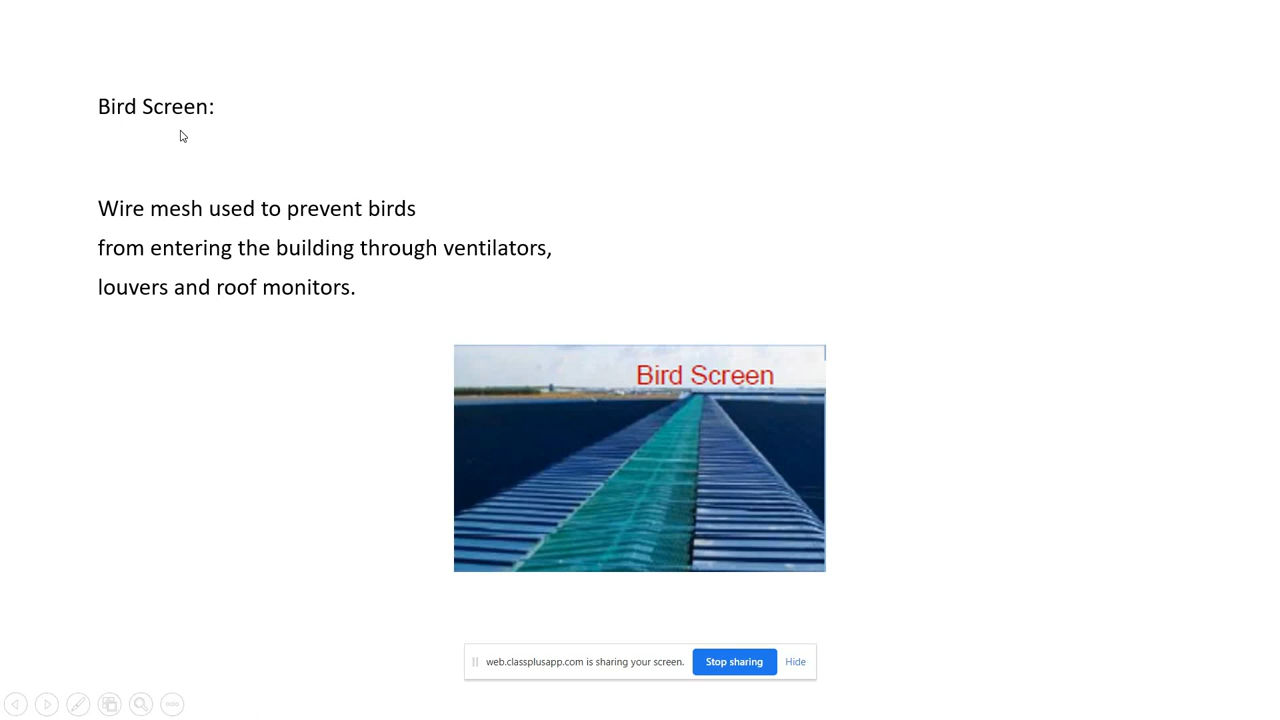 Bird Screen:
Wire mesh used to prevent birds
from entering the building through ventilators,
louvers and roof monitors.
Bird Screen
web.classplusapp.com is sharing your screen. Stop sharing Hide